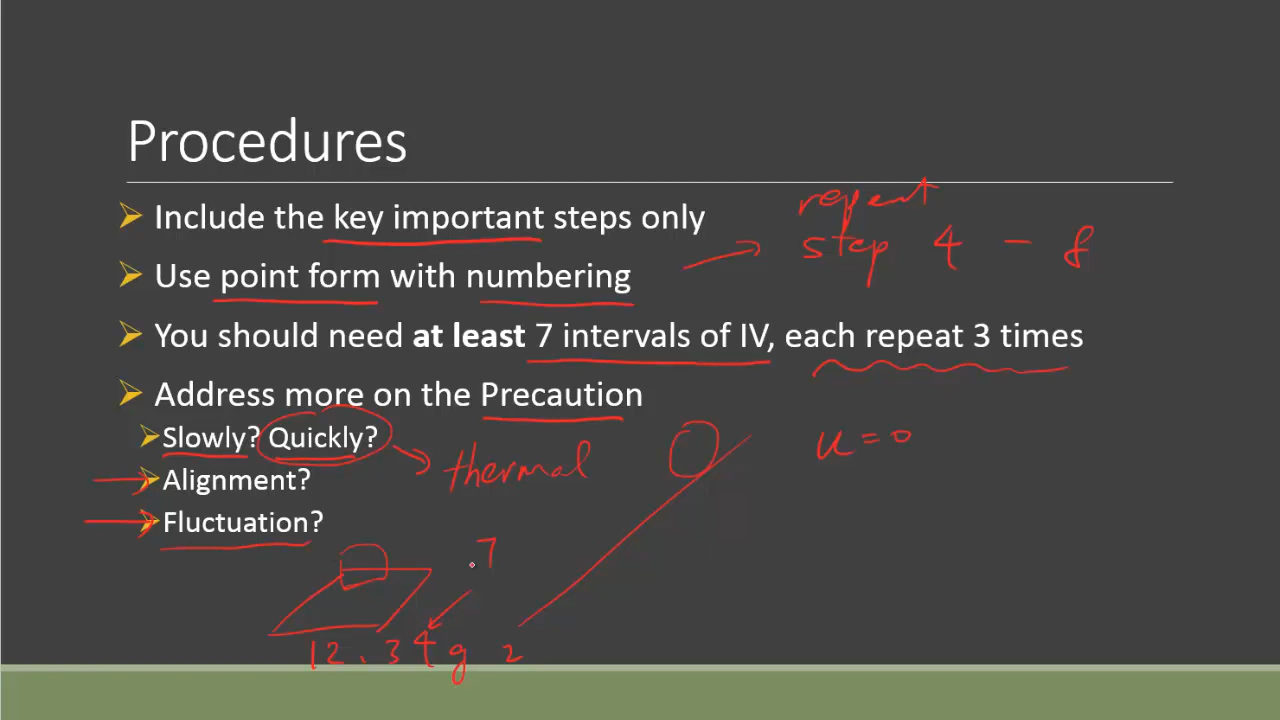 Procedures
Include the key important steps only
repeat
step 4 - 8
Use point form with numbering
You should need at least 7 intervals of IV, each repeat 3 times
Address more on the Precaution
Slowly? Quickly?
thermal
u = 0
Alignment?
Fluctuation?
7
12.34g
2